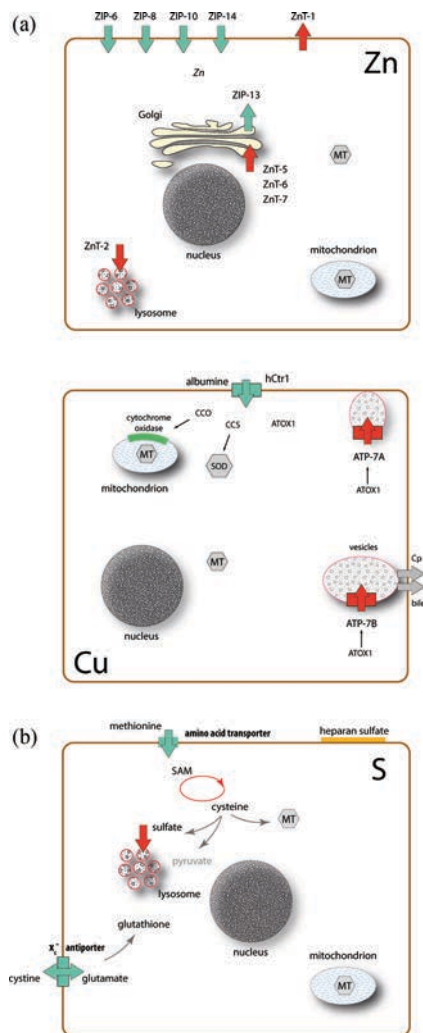 (a)
ZIP-6 ZIP-8 ZIP-10 ZIP-14 ZnT-1
Zn
Zn
ZIP-13
Golgi
MT
ZnT-5
ZnT-6
ZnT-7
nucleus
ZnT-2
mitochondrion
MT
lysosome
albumine hCtr1
cytochrome
oxidase
CCO
CCS
ATOX1
MT
SOD
mitochondrion
ATP-7A
ATOX1
MT
vesicles
Cp
bile
nucleus
ATP-7B
ATOX1
Cu
(b)
methionine amino acid transporter heparan sulfate
S
SAM
cysteine
sulfate
MT
pyruvate
lysosome
glutathione
nucleus
Xc- antiporter
mitochondrion
cystine glutamate
MT